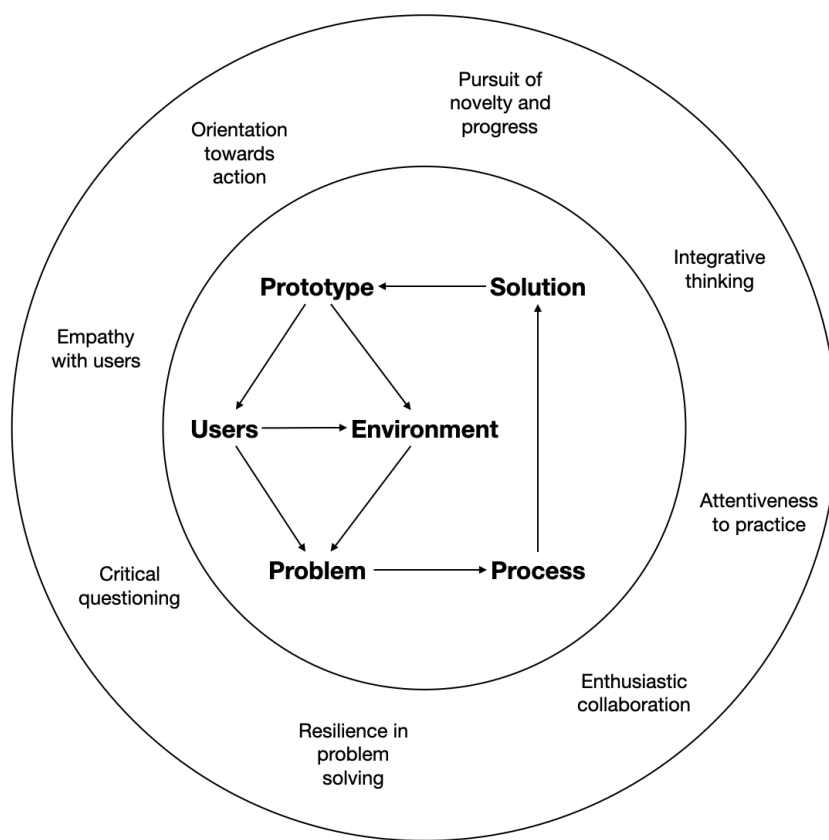 Pursuit of
novelty and
progress
Orientation
towards
action
Integrative
thinking
Prototype
Solution
Empathy
with users
Users
Environment
Attentiveness
to practice
Critical
questioning
Problem
Process
Enthusiastic
collaboration
Resilience in
problem
solving